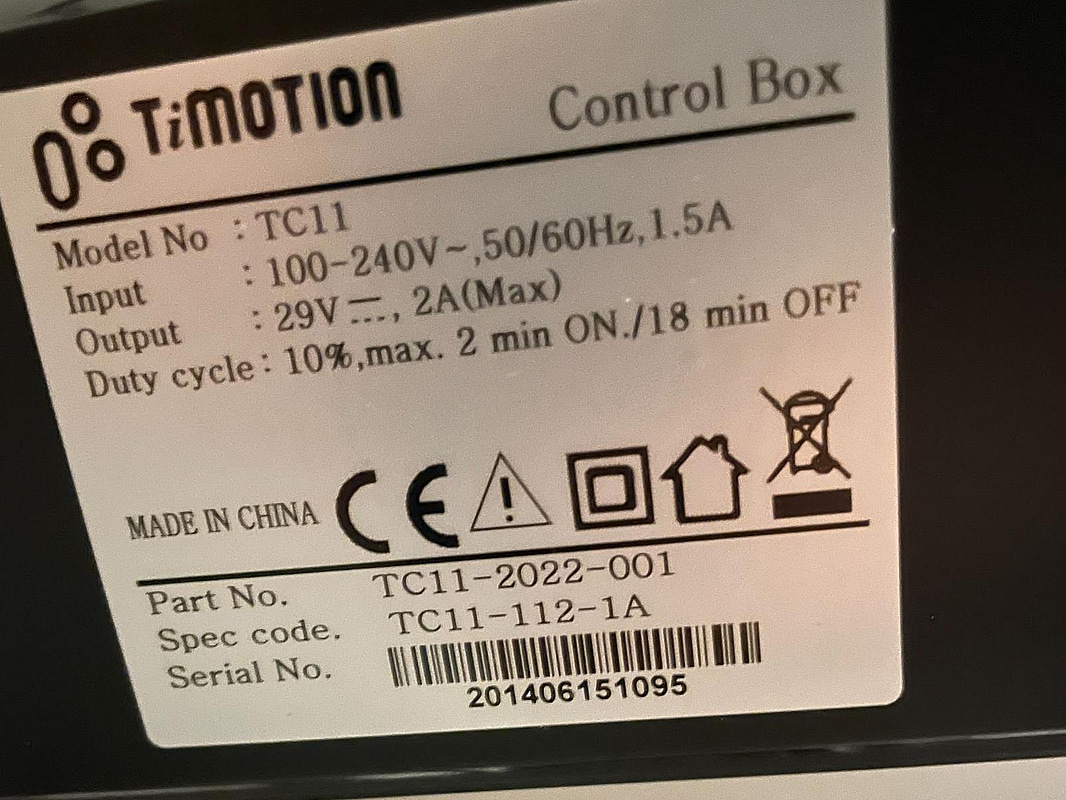 TiMOTION Control Box
Model No : TC11
Input : 100-240V~,50/60Hz,1.5A
Output : 29V⎓, 2A(Max)
Duty cycle : 10%,max. 2 min ON./18 min OFF
MADE IN CHINA CE
Part No. TC11-2022-001
Spec code. TC11-112-1A
Serial No.
201406151095